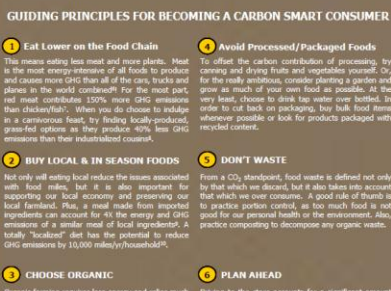 GUIDING PRINCIPLES FOR BECOMING A CARBON SMART CONSUMER
1 Eat Lower on the Food Chain
This means eating less meat and more plants. Meat
is the most energy-intensive of all foods to produce
and causes more GHG than all of the cars, trucks and
planes in the world combined⁶! For the most part,
red meat contributes 150% more GHG emissions
than chicken/fish⁷. When you do choose to indulge
in a carnivorous feast, try finding locally-produced,
grass-fed options as they produce 40% less GHG
emissions than their industrialized cousins⁸.
2 BUY LOCAL & IN SEASON FOODS
Not only will eating local reduce the issues associated
with food miles, but it is also important for
supporting our local economy and preserving our
local farmland. Plus, a meal made from imported
ingredients can account for 4X the energy and GHG
emissions of a similar meal of local ingredients⁹. A
totally "localized" diet has the potential to reduce
GHG emissions by 10,000 miles/yr/household¹⁰.
3 CHOOSE ORGANIC
4 Avoid Processed/Packaged Foods
To offset the carbon contribution of processing, try
canning and drying fruits and vegetables yourself. Or,
for the really ambitious, consider planting a garden and
grow as much of your own food as possible. At the
very least, choose to drink tap water over bottled. In
order to cut back on packaging, buy bulk food items
whenever possible or look for products packaged with
recycled content.
5 DON'T WASTE
From a CO₂ standpoint, food waste is defined not only
by that which we discard, but it also takes into account
that which we over consume. A good rule of thumb is
to practice portion control, as too much food is not
good for our personal health or the environment. Also,
practice composting to decompose any organic waste.
6 PLAN AHEAD